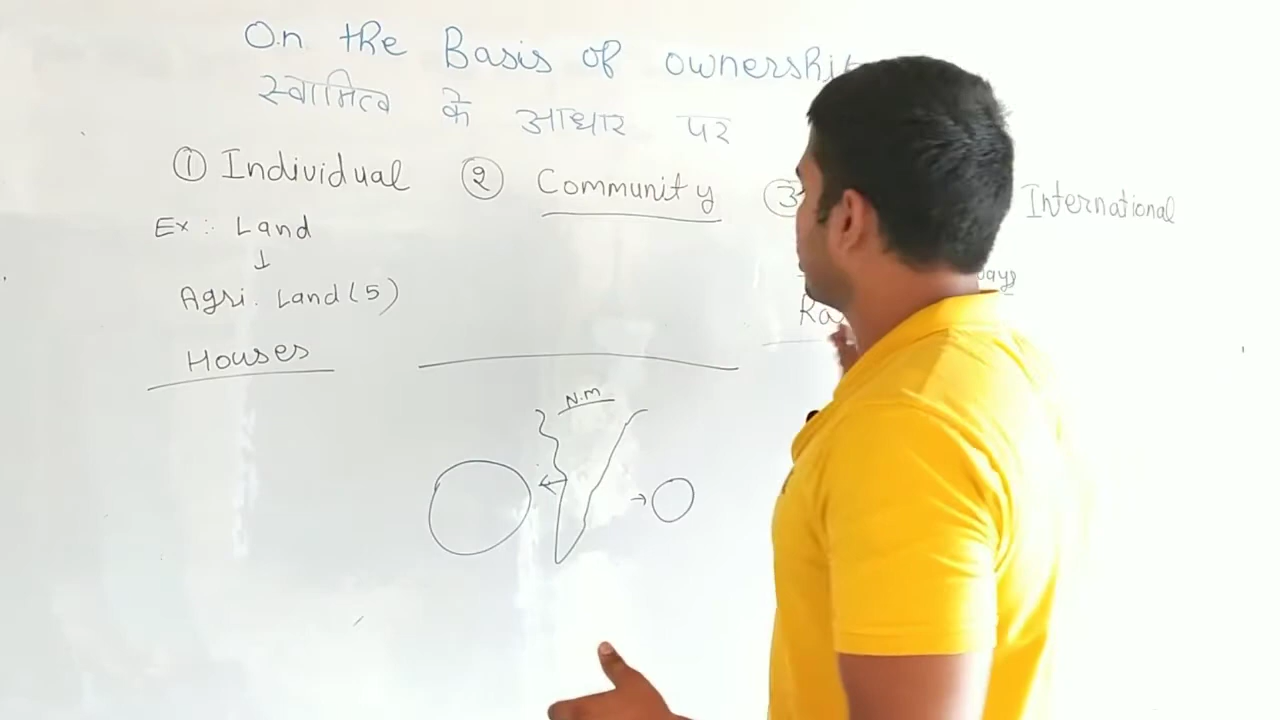 On the Basis of ownership
स्वामित्व के आधार पर
① Individual ② Community ③ International
Ex : Land
↓
Agri. Land (5)
Houses
N.M